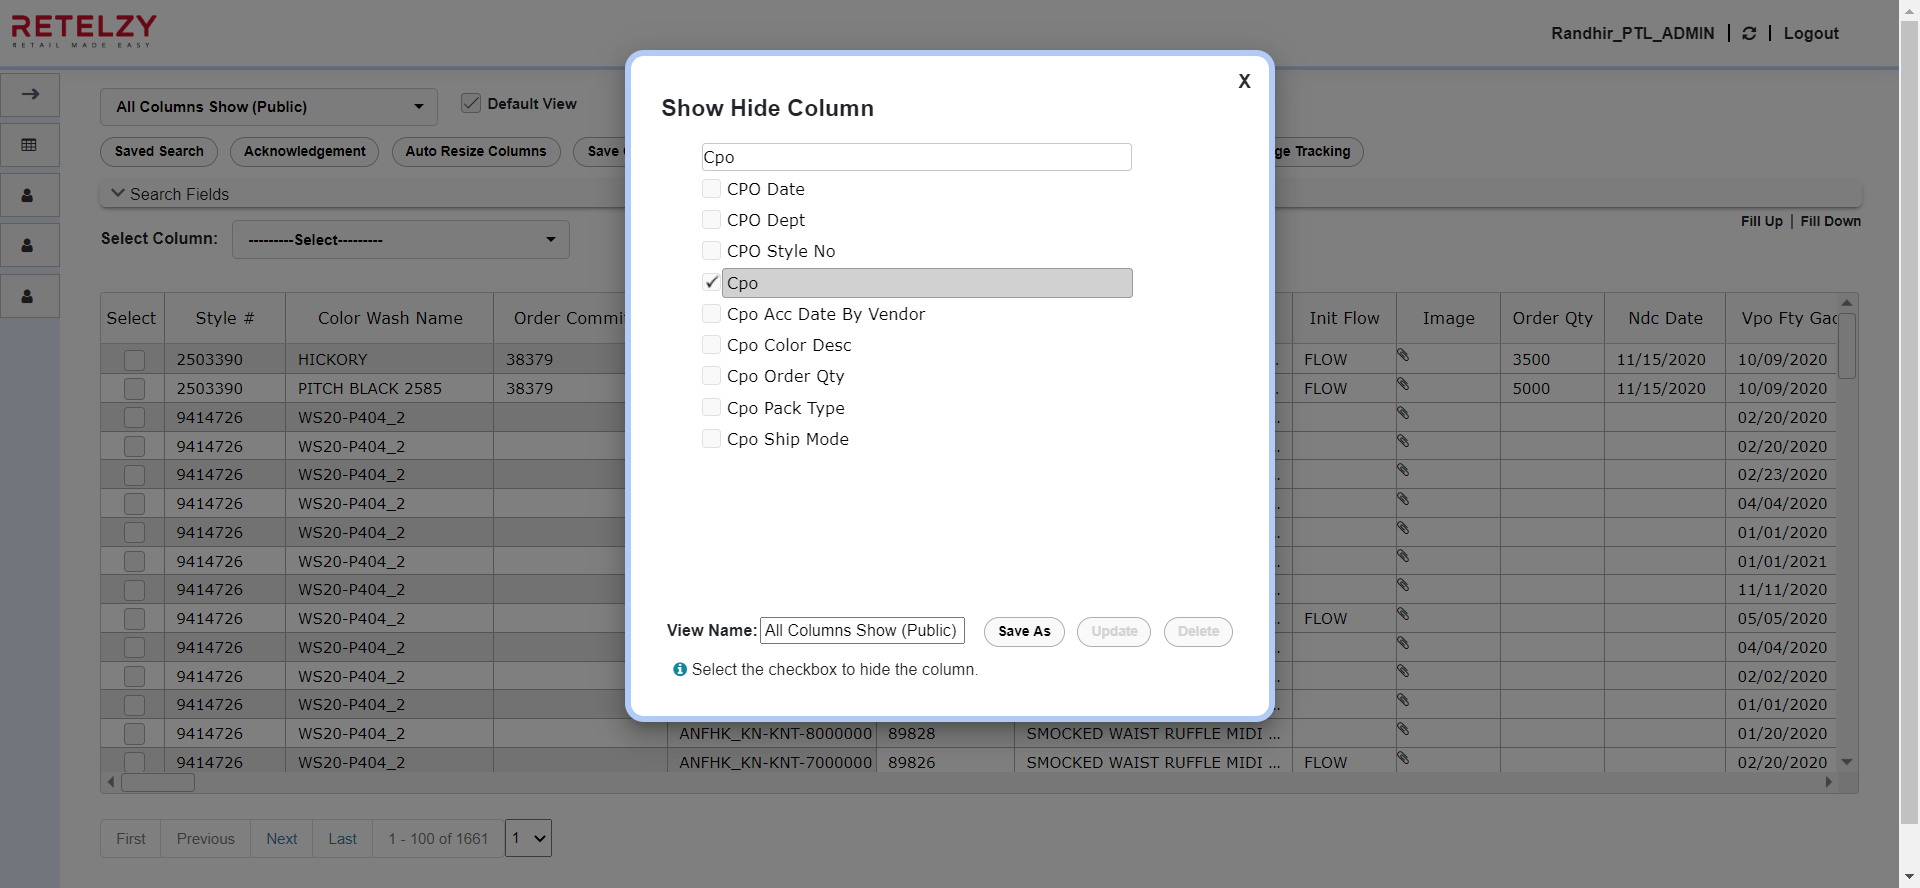 RETELZY
RETAIL MADE EASY
Randhir_PTL_ADMIN | | Logout
All Columns Show (Public)
Default View
Saved Search
Acknowledgement
Auto Resize Columns
Save
ge Tracking
Search Fields
Fill Up | Fill Down
Select Column:
---------Select---------
X
Show Hide Column
Cpo
CPO Date
CPO Dept
CPO Style No
Cpo
Cpo Acc Date By Vendor
Cpo Color Desc
Cpo Order Qty
Cpo Pack Type
Cpo Ship Mode
View Name: All Columns Show (Public) Save As Update Delete
Select the checkbox to hide the column.
Select Style # Color Wash Name Order Commi Init Flow Image Order Qty Ndc Date Vpo Fty Gac
2503390 HICKORY 38379 FLOW 3500 11/15/2020 10/09/2020
2503390 PITCH BLACK 2585 38379 FLOW 5000 11/15/2020 10/09/2020
9414726 WS20-P404_2 02/20/2020
9414726 WS20-P404_2 02/20/2020
9414726 WS20-P404_2 02/23/2020
9414726 WS20-P404_2 04/04/2020
9414726 WS20-P404_2 01/01/2020
9414726 WS20-P404_2 01/01/2021
9414726 WS20-P404_2 11/11/2020
9414726 WS20-P404_2 FLOW 05/05/2020
9414726 WS20-P404_2 04/04/2020
9414726 WS20-P404_2 02/02/2020
9414726 WS20-P404_2 01/01/2020
9414726 WS20-P404_2 ANFHK_KN-KNT-8000000 89828 SMOCKED WAIST RUFFLE MIDI ... 01/20/2020
9414726 WS20-P404_2 ANFHK_KN-KNT-7000000 89826 SMOCKED WAIST RUFFLE MIDI ... FLOW 02/20/2020
First Previous Next Last 1 - 100 of 1661 1